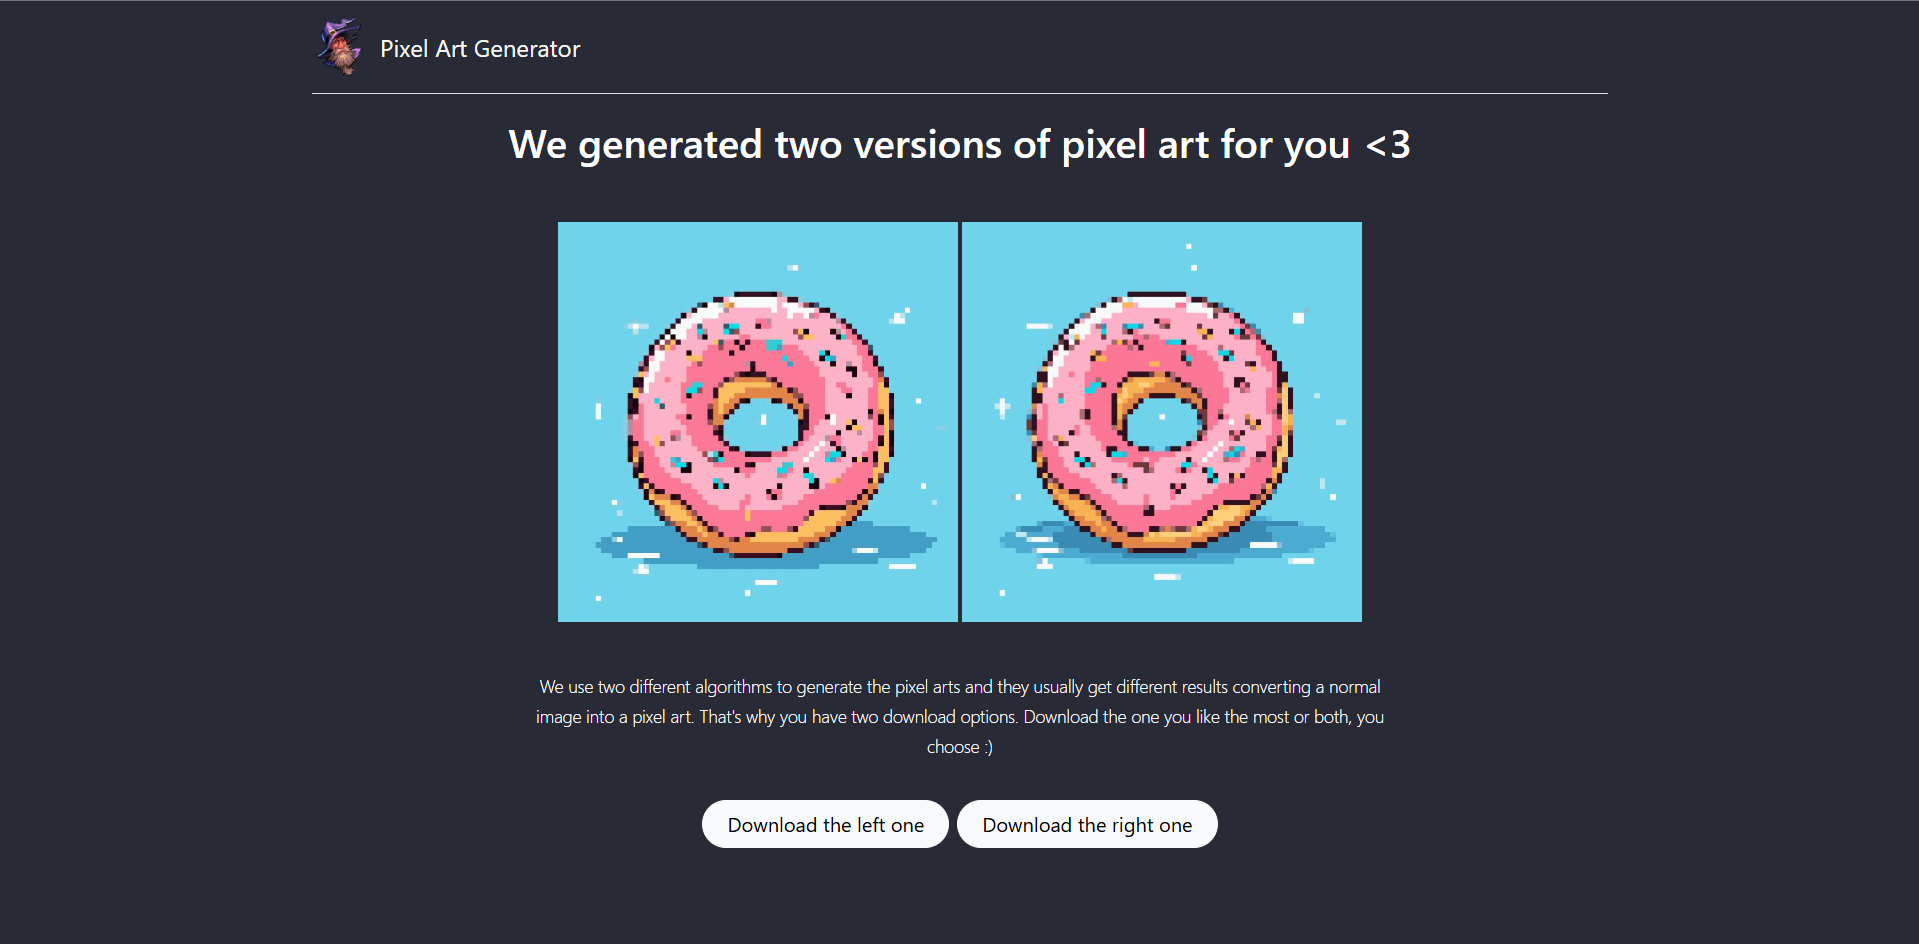 Pixel Art Generator
We generated two versions of pixel art for you <3
We use two different algorithms to generate the pixel arts and they usually get different results converting a normal
image into a pixel art. That's why you have two download options. Download the one you like the most or both, you
choose :)
Download the left one
Download the right one